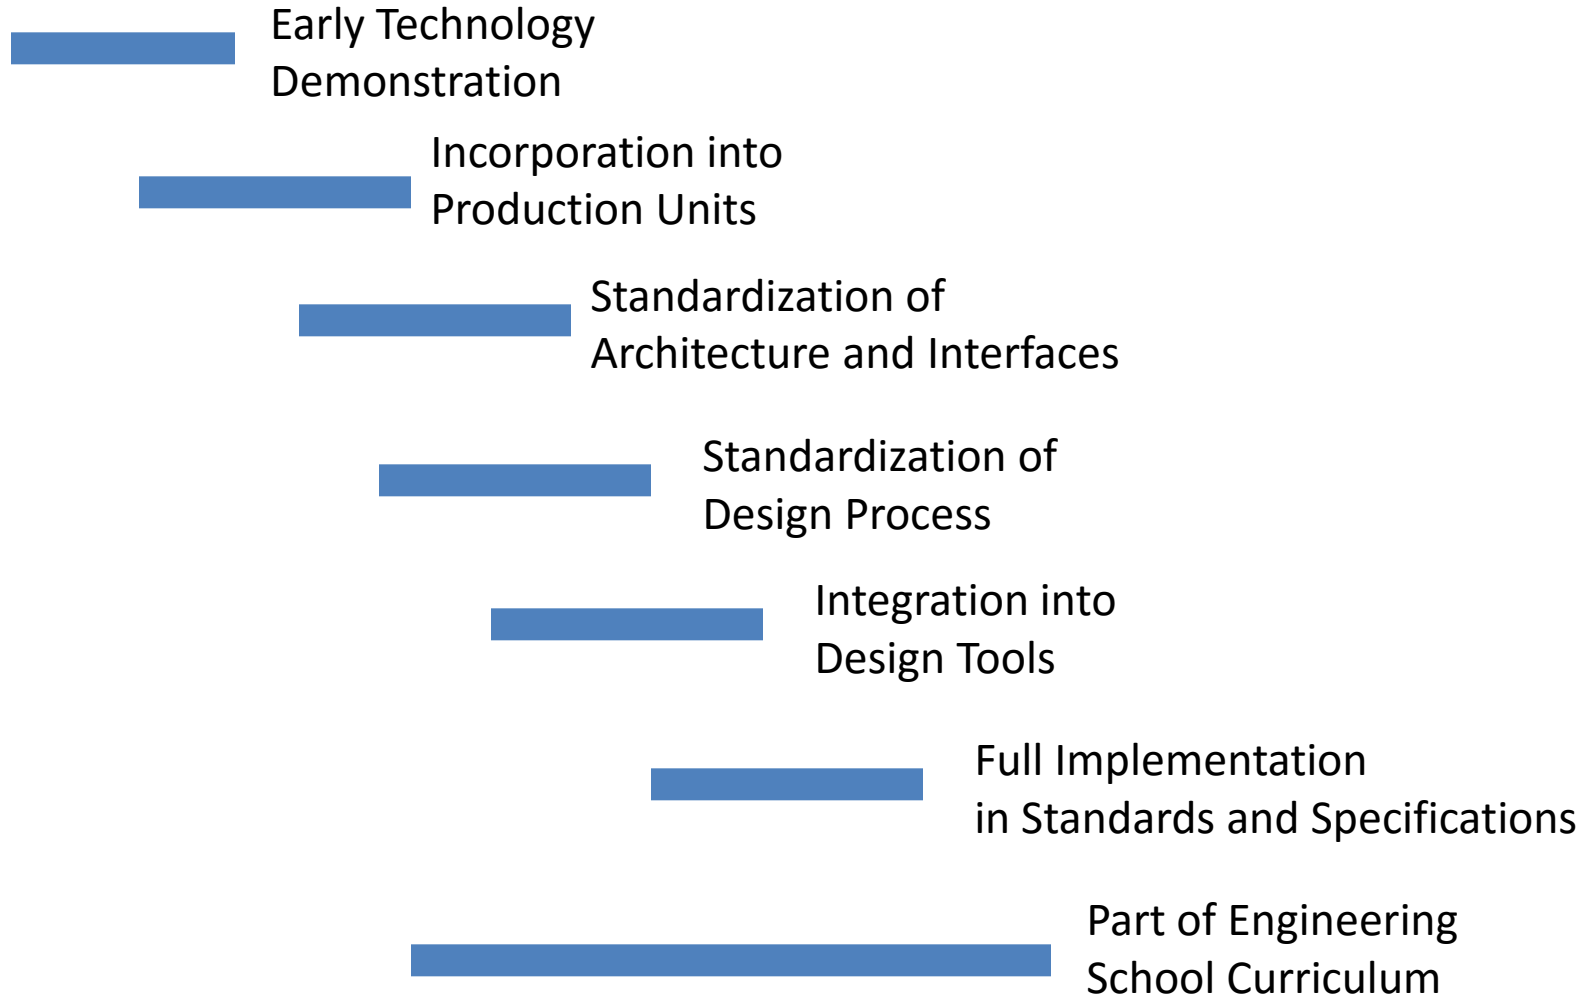 Early Technology
Demonstration
Incorporation into
Production Units
Standardization of
Architecture and Interfaces
Standardization of
Design Process
Integration into
Design Tools
Full Implementation
in Standards and Specifications
Part of Engineering
School Curriculum